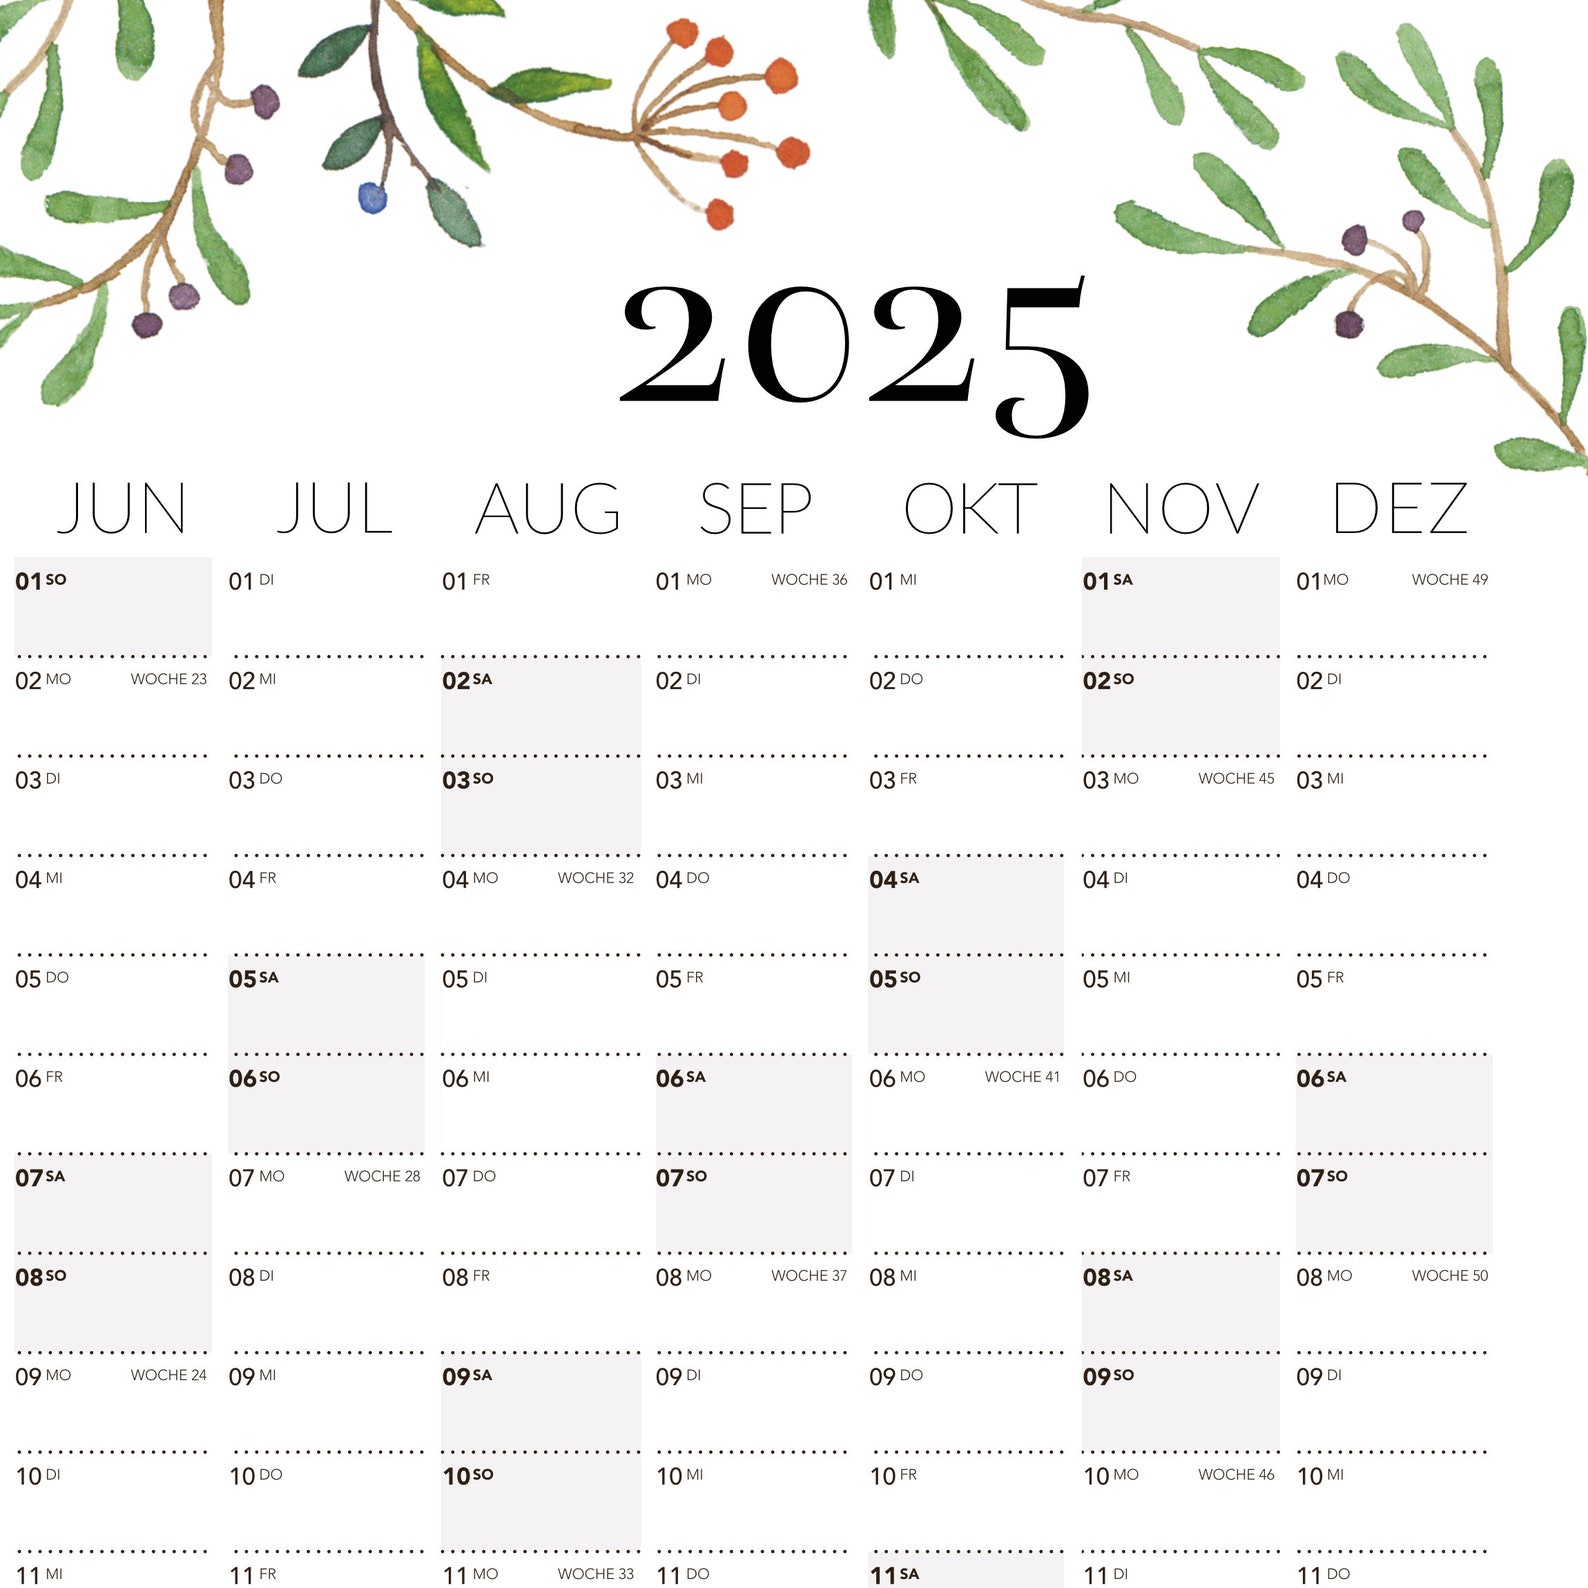 2025
JUN JUL AUG SEP OKT NOV DEZ
01 SO 01 DI 01 FR 01 MO WOCHE 36 01 MI 01 SA 01 MO WOCHE 49
02 MO WOCHE 23 02 MI 02 SA 02 DI 02 DO 02 SO 02 DI
03 DI 03 DO 03 SO 03 MI 03 FR 03 MO WOCHE 45 03 MI
04 MI 04 FR 04 MO WOCHE 32 04 DO 04 SA 04 DI 04 DO
05 DO 05 SA 05 DI 05 FR 05 SO 05 MI 05 FR
06 FR 06 SO 06 MI 06 SA 06 MO WOCHE 41 06 DO 06 SA
07 SA 07 MO WOCHE 28 07 DO 07 SO 07 DI 07 FR 07 SO
08 SO 08 DI 08 FR 08 MO WOCHE 37 08 MI 08 SA 08 MO WOCHE 50
09 MO WOCHE 24 09 MI 09 SA 09 DI 09 DO 09 SO 09 DI
10 DI 10 DO 10 SO 10 MI 10 FR 10 MO WOCHE 46 10 MI
11 MI 11 FR 11 MO WOCHE 33 11 DO 11 SA 11 DI 11 DO